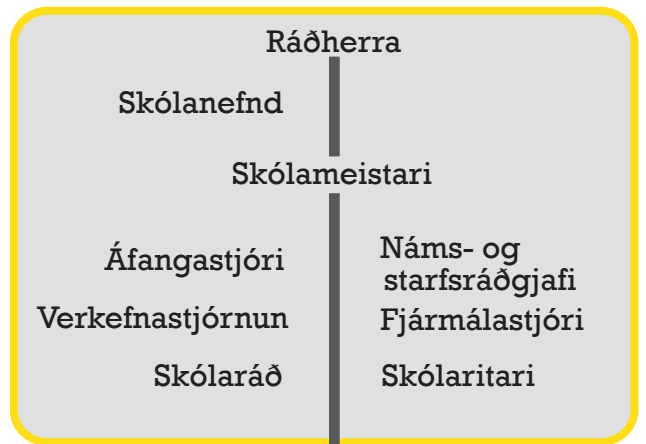 Ráðherra
Skólanefnd
Skólameistari
Áfangastjóri
Náms- og
starfsráðgjafi
Verkefnastjórnun
Fjármálastjóri
Skólaráð
Skólaritari